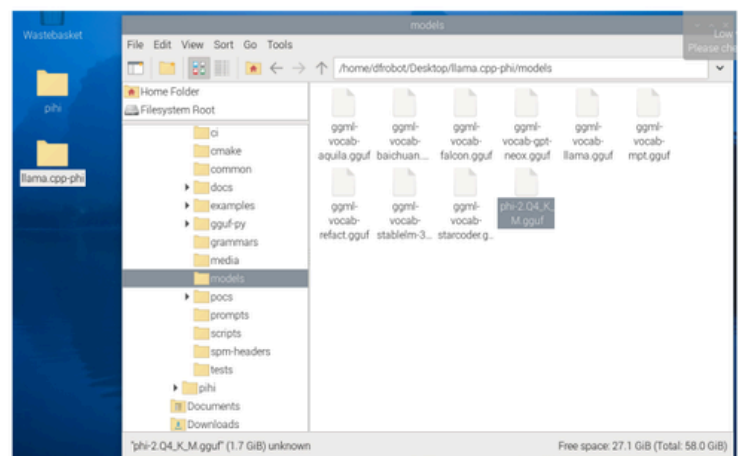 Wastebasket
pihi
llama.cpp-phi
models
Low
Please che
File Edit View Sort Go Tools
/home/dfrobot/Desktop/llama.cpp-phi/models
Home Folder
Filesystem Root
ci
cmake
common
docs
examples
gguf-py
grammars
media
models
pocs
prompts
scripts
spm-headers
tests
pihi
Documents
Downloads
ggml-
vocab-
aquila.gguf
ggml-
vocab-
baichuan...
ggml-
vocab-
falcon.gguf
ggml-
vocab-gpt-
neox.gguf
ggml-
vocab-
llama.gguf
ggml-
vocab-
mpt.gguf
ggml-
vocab-
refact.gguf
ggml-
vocab-
stablelm-3...
ggml-
vocab-
starcoder.g...
phi-2.Q4_K_
M.gguf
"phi-2.Q4_K_M.gguf" (1.7 GiB) unknown
Free space: 27.1 GiB (Total: 58.0 GiB)